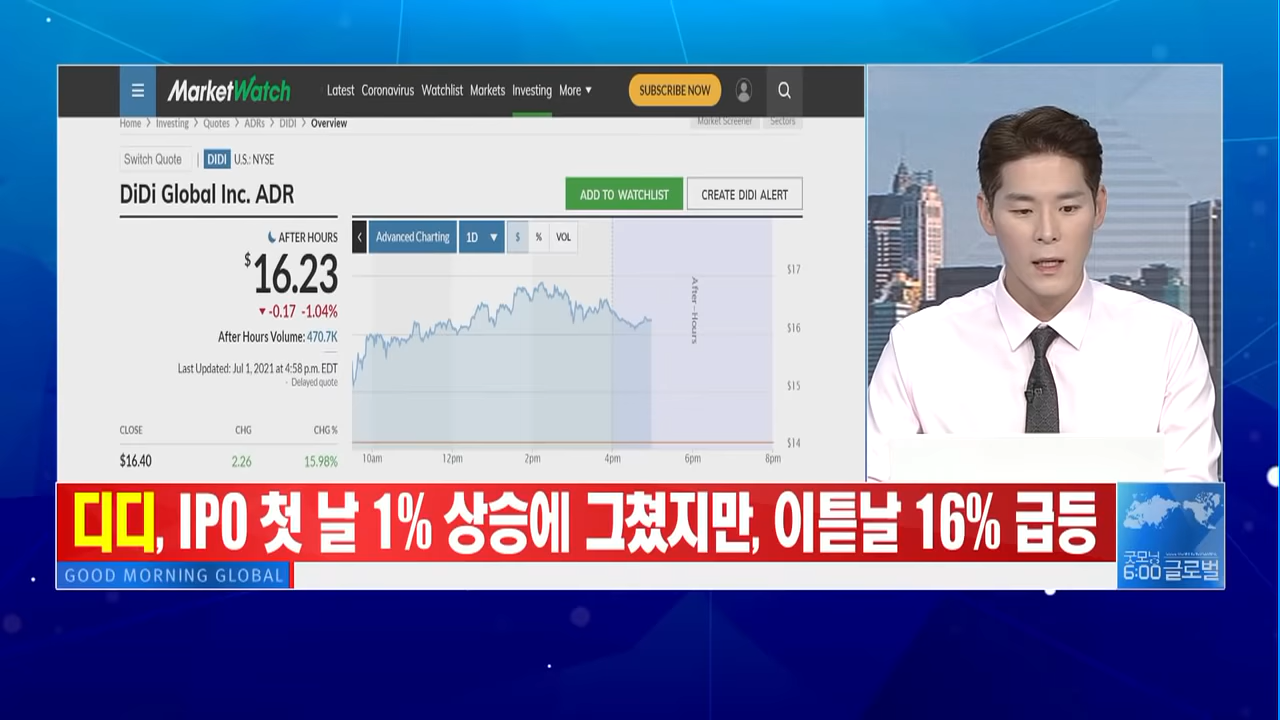 MarketWatch
Latest Coronavirus Watchlist Markets Investing More
SUBSCRIBE NOW
Home > Investing > Quotes > ADRs > DIDI > Overview
Market Screener Sectors
Switch Quote | DIDI U.S.: NYSE
DiDi Global Inc. ADR
ADD TO WATCHLIST
CREATE DIDI ALERT
AFTER HOURS
$16.23
-0.17 -1.04%
After Hours Volume: 470.7K
Last Updated: Jul 1, 2021 at 4:58 p.m. EDT
- Delayed quote
CLOSE CHG CHG %
$16.40 2.26 15.98%
Advanced Charting 1D $ % VOL
After-Hours
$17
$16
$15
$14
10am 12pm 2pm 4pm 6pm 8pm
디디, IPO 첫 날 1% 상승에 그쳤지만, 이튿날 16% 급등
GOOD MORNING GLOBAL
굿모닝
6:00 글로벌